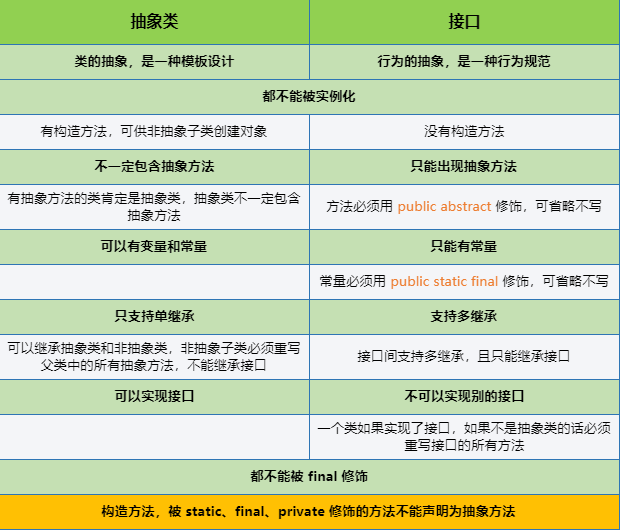 抽象类
接口
类的抽象，是一种模板设计
行为的抽象，是一种行为规范
都不能被实例化
有构造方法，可供非抽象子类创建对象
没有构造方法
不一定包含抽象方法
只能出现抽象方法
有抽象方法的类肯定是抽象类，抽象类不一定包含
抽象方法
方法必须用 public abstract 修饰，可省略不写
可以有变量和常量
只能有常量
常量必须用 public static final 修饰，可省略不写
只支持单继承
支持多继承
可以继承抽象类和非抽象类，非抽象子类必须重写
父类中的所有抽象方法，不能继承接口
接口间支持多继承，且只能继承接口
可以实现接口
不可以实现别的接口
一个类如果实现了接口，如果不是抽象类的话必须
重写接口的所有方法
都不能被 final 修饰
构造方法，被 static、final、private 修饰的方法不能声明为抽象方法